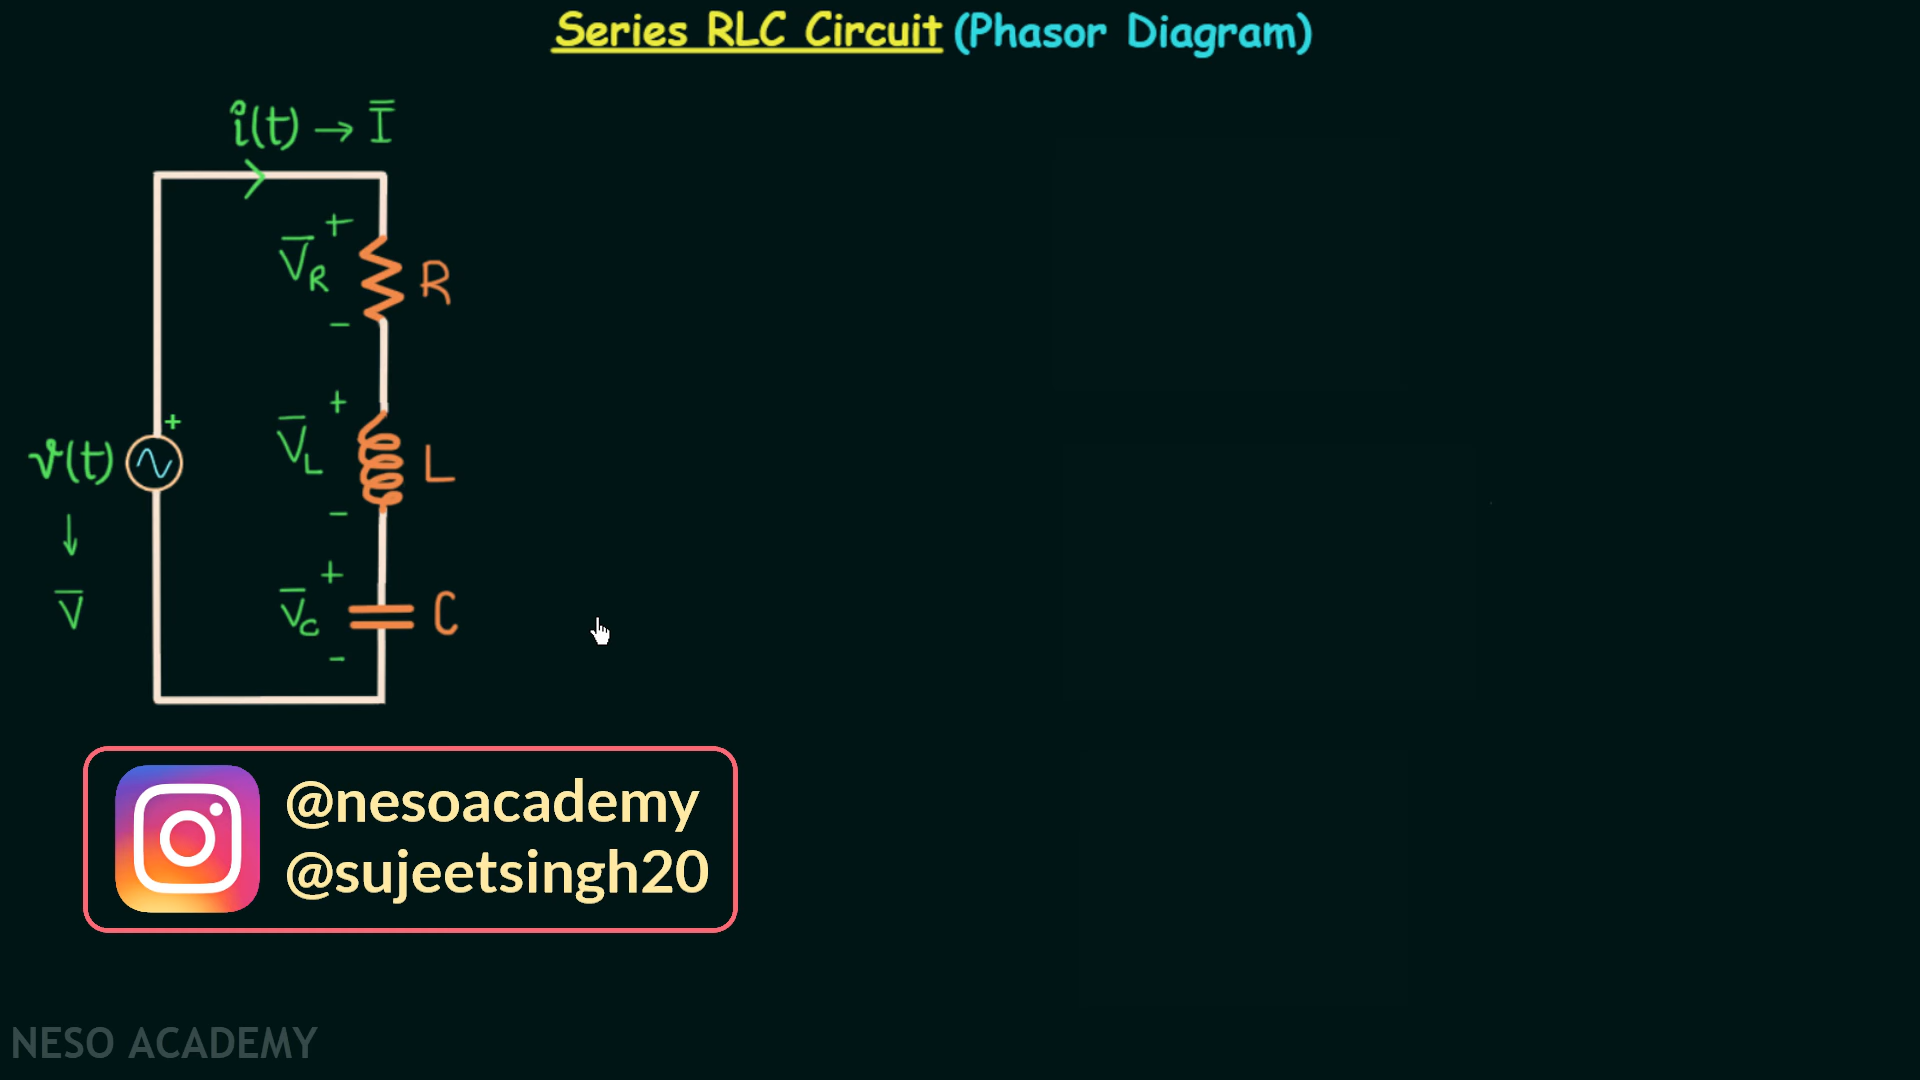 Series RLC Circuit (Phasor Diagram)
i(t) → I̅
+
V̅R
R
−
+
V̅L
L
−
+
v(t)
↓
V̅
+
V̅C
C
−
@nesoacademy
@sujeetsingh20
NESO ACADEMY